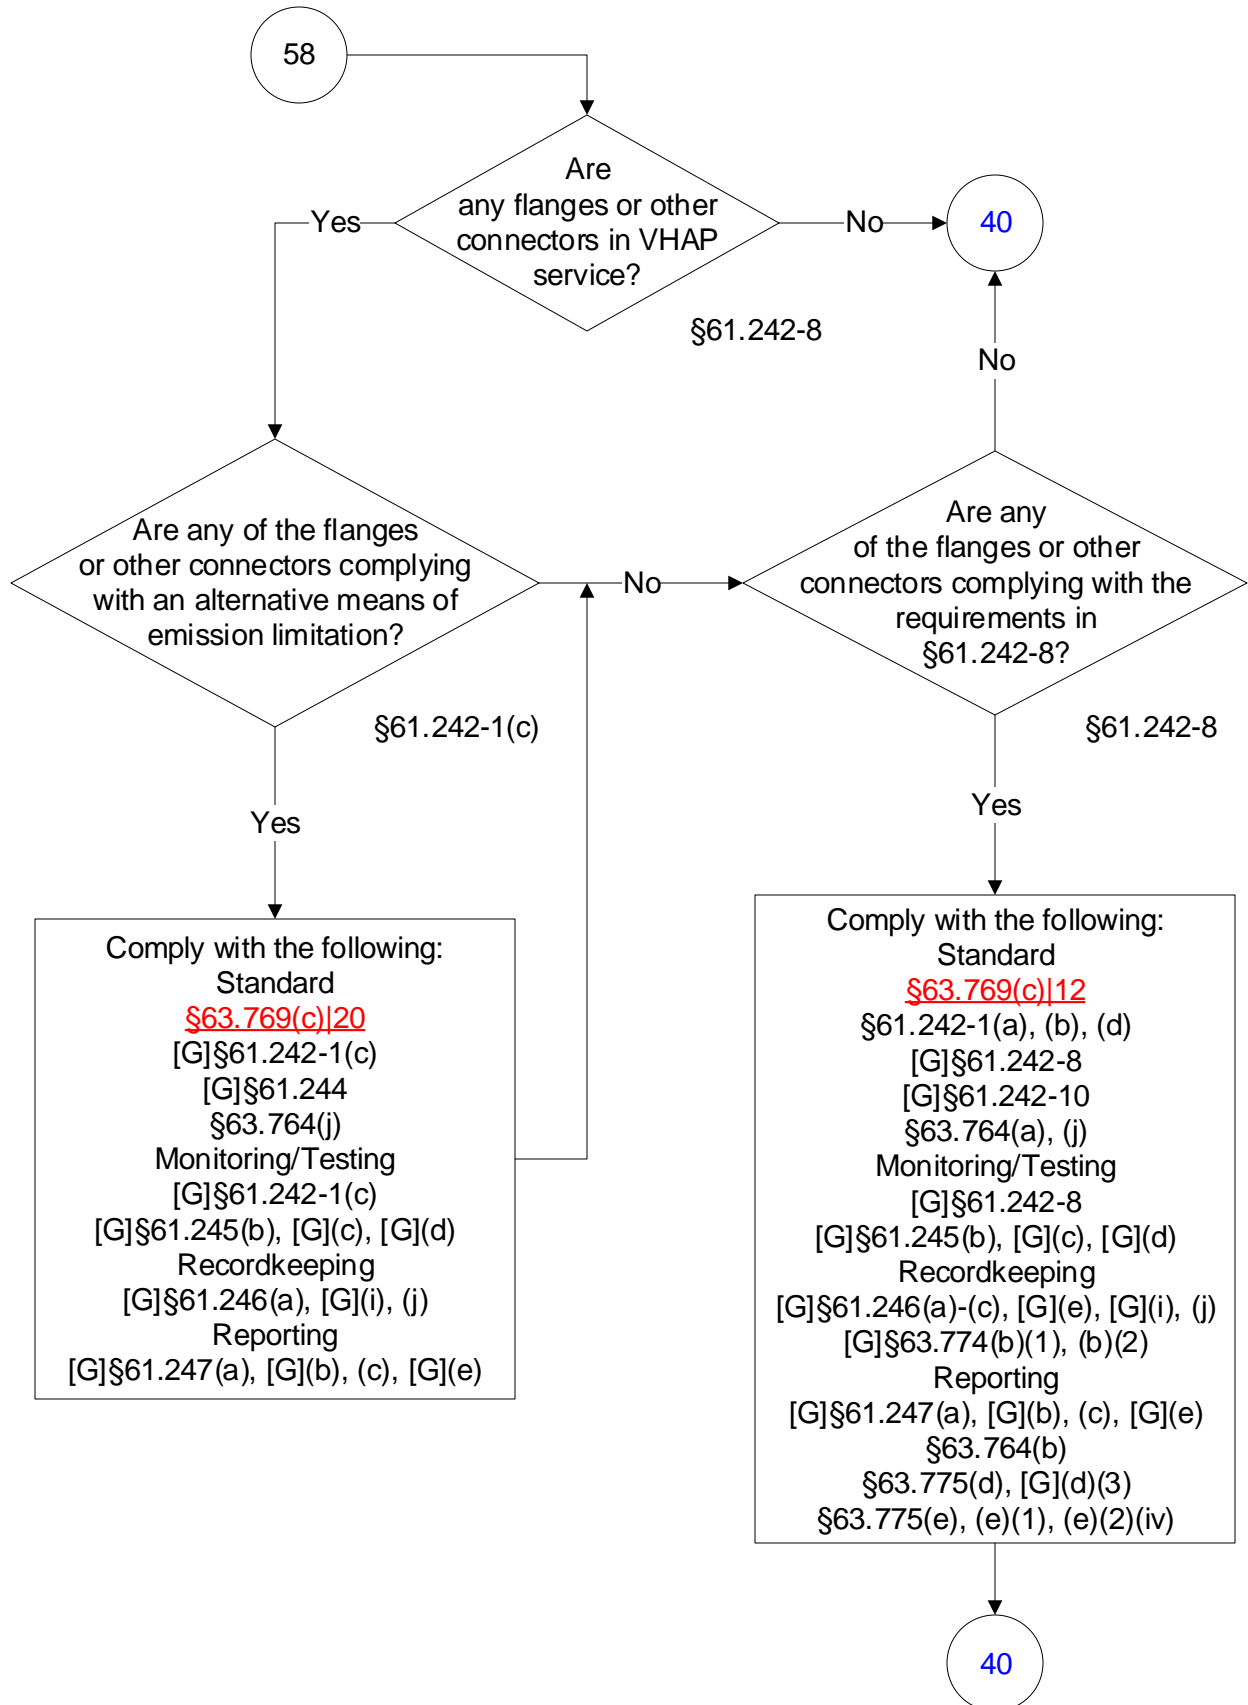 58
Are
any flanges or other
connectors in VHAP
service?
Yes
No
40
§61.242-8
No
Are any of the flanges
or other connectors complying
with an alternative means of
emission limitation?
No
Are any
of the flanges or other
connectors complying with the
requirements in
§61.242-8?
§61.242-1(c)
§61.242-8
Yes
Yes
Comply with the following:
Standard
§63.769(c)|20
[G]§61.242-1(c)
[G]§61.244
§63.764(j)
Monitoring/Testing
[G]§61.242-1(c)
[G]§61.245(b), [G](c), [G](d)
Recordkeeping
[G]§61.246(a), [G](i), (j)
Reporting
[G]§61.247(a), [G](b), (c), [G](e)
Comply with the following:
Standard
§63.769(c)|12
§61.242-1(a), (b), (d)
[G]§61.242-8
[G]§61.242-10
§63.764(a), (j)
Monitoring/Testing
[G]§61.242-8
[G]§61.245(b), [G](c), [G](d)
Recordkeeping
[G]§61.246(a)-(c), [G](e), [G](i), (j)
[G]§63.774(b)(1), (b)(2)
Reporting
[G]§61.247(a), [G](b), (c), [G](e)
§63.764(b)
§63.775(d), [G](d)(3)
§63.775(e), (e)(1), (e)(2)(iv)
40